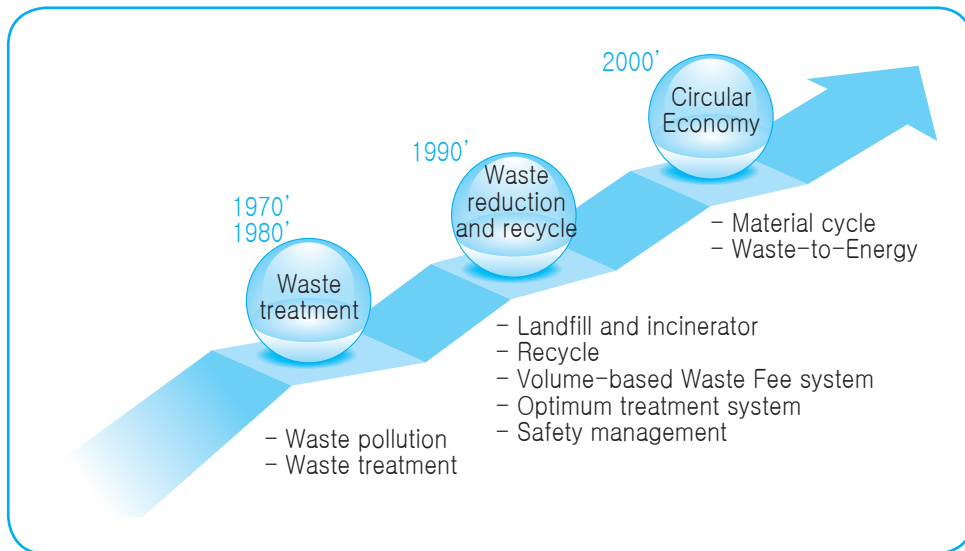 1970'
1980'
Waste
treatment
- Waste pollution
- Waste treatment
1990'
Waste
reduction
and recycle
- Landfill and incinerator
- Recycle
- Volume-based Waste Fee system
- Optimum treatment system
- Safety management
2000'
Circular
Economy
- Material cycle
- Waste-to-Energy